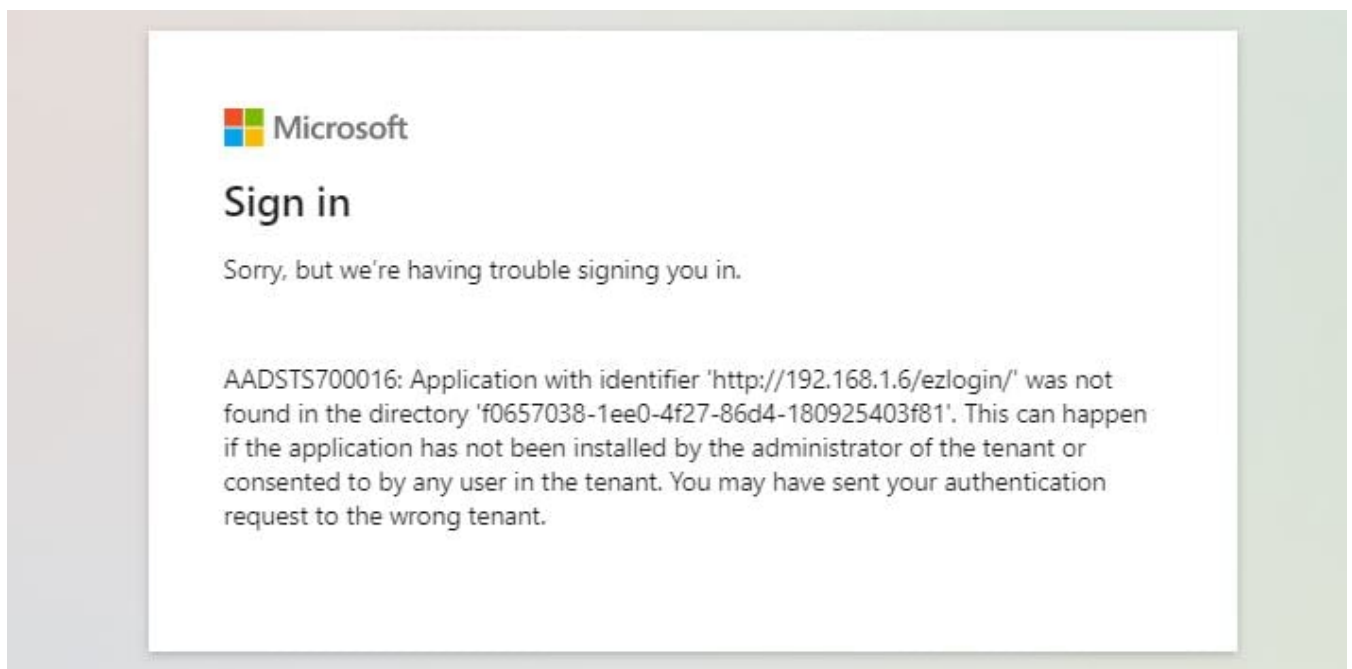 Microsoft
Sign in
Sorry, but we're having trouble signing you in.
AADSTS700016: Application with identifier 'http://192.168.1.6/ezlogin/' was not
found in the directory 'f0657038-1ee0-4f27-86d4-180925403f81'. This can happen
if the application has not been installed by the administrator of the tenant or
consented to by any user in the tenant. You may have sent your authentication
request to the wrong tenant.